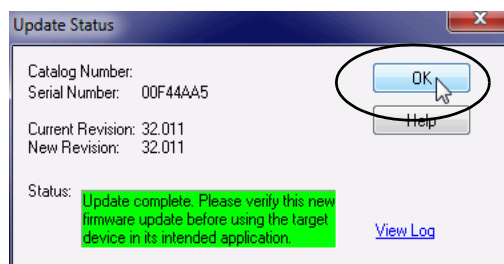 Update Status
X
Catalog Number:
OK
Serial Number: 00F44AA5
Help
Current Revision: 32.011
New Revision: 32.011
Status:
Update complete. Please verify this new
firmware update before using the target
device in its intended application.
View Log